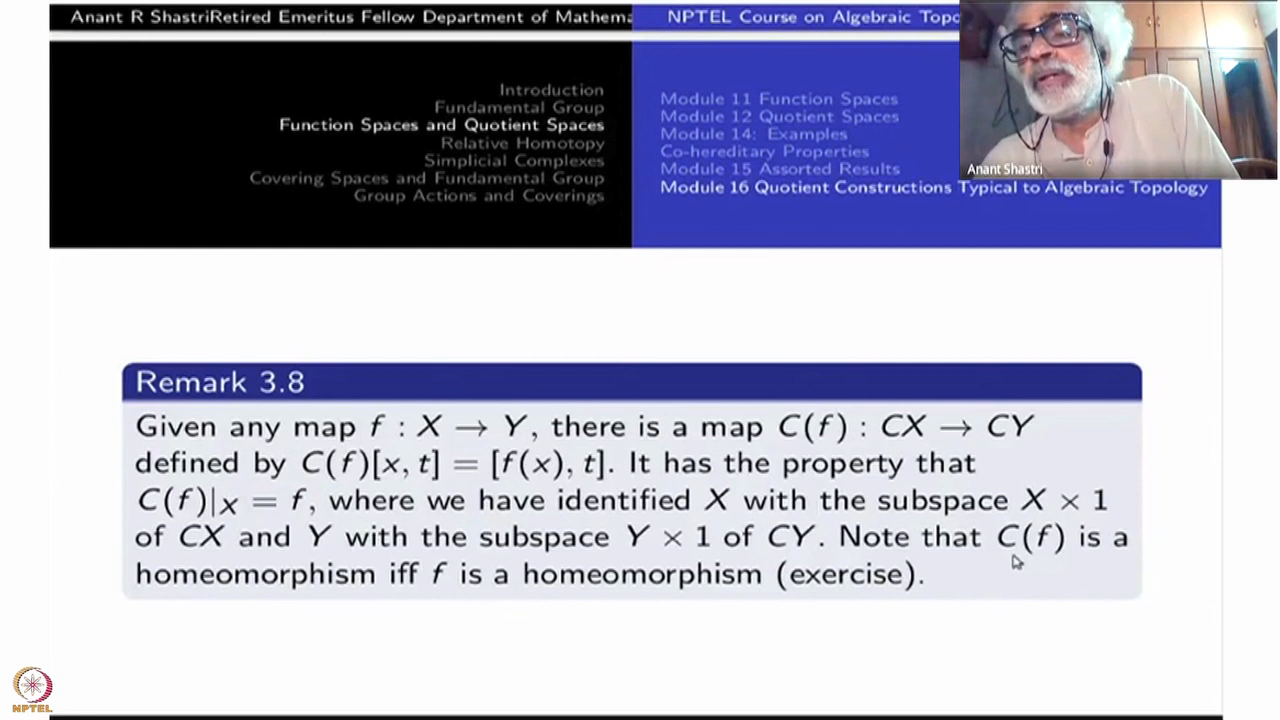 Anant R ShastriRetired Emeritus Fellow Department of Mathema
NPTEL Course on Algebraic Topo
Introduction
Fundamental Group
Function Spaces and Quotient Spaces
Relative Homotopy
Simplicial Complexes
Covering Spaces and Fundamental Group
Group Actions and Coverings
Module 11 Function Spaces
Module 12 Quotient Spaces
Module 14: Examples
Co-hereditary Properties
Module 15 Assorted Results
Module 16 Quotient Constructions Typical to Algebraic Topology
Anant Shastri
Remark 3.8
Given any map f : X → Y, there is a map C(f) : CX → CY
defined by C(f)[x, t] = [f(x), t]. It has the property that
C(f)|X = f, where we have identified X with the subspace X × 1
of CX and Y with the subspace Y × 1 of CY. Note that C(f) is a
homeomorphism iff f is a homeomorphism (exercise).
NPTEL